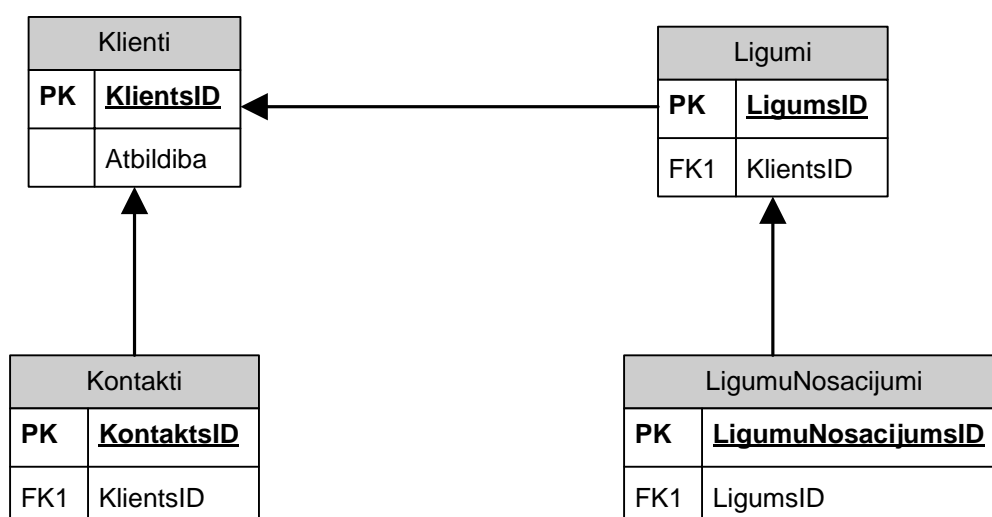 Klienti
PK KlientsID
Atbildiba
Ligumi
PK LigumsID
FK1 KlientsID
Kontakti
PK KontaktsID
FK1 KlientsID
LigumuNosacijumi
PK LigumuNosacijumsID
FK1 LigumsID